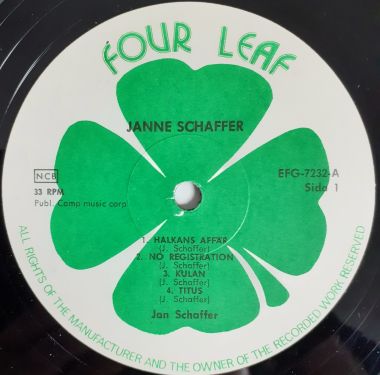 FOUR LEAF
JANNE SCHAFFER
NCB
33 RPM
Publ. Camp music corp
EFG-7232-A
Side 1
1. HALKANS AFFÄR
(J. Schaffer)
2. NO REGISTRATION
(J. Schaffer)
3. KULAN
(J. Schaffer)
4. TITUS
(J. Schaffer)
Jan Schaffer
ALL RIGHTS OF THE MANUFACTURER AND THE OWNER OF THE RECORDED WORK RESERVED